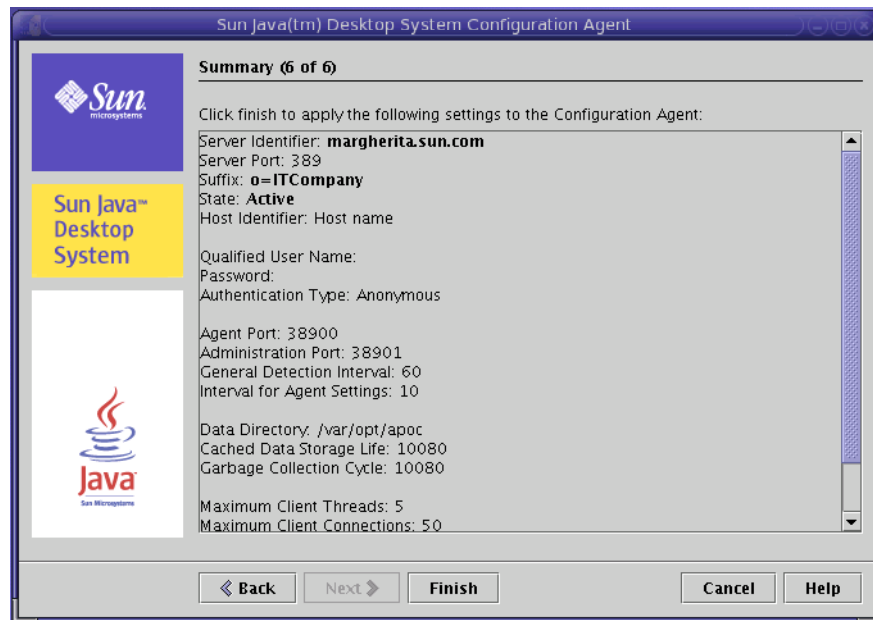 Sun Java(tm) Desktop System Configuration Agent
Sun
microsystems
Sun Java™
Desktop
System
Java
Sun Microsystems
Summary (6 of 6)
Click finish to apply the following settings to the Configuration Agent:
Server Identifier: margherita.sun.com
Server Port: 389
Suffix: o=ITCompany
State: Active
Host Identifier: Host name
Qualified User Name:
Password:
Authentication Type: Anonymous
Agent Port: 38900
Administration Port: 38901
General Detection Interval: 60
Interval for Agent Settings: 10
Data Directory: /var/opt/apoc
Cached Data Storage Life: 10080
Garbage Collection Cycle: 10080
Maximum Client Threads: 5
Maximum Client Connections: 50
Back
Next
Finish
Cancel
Help